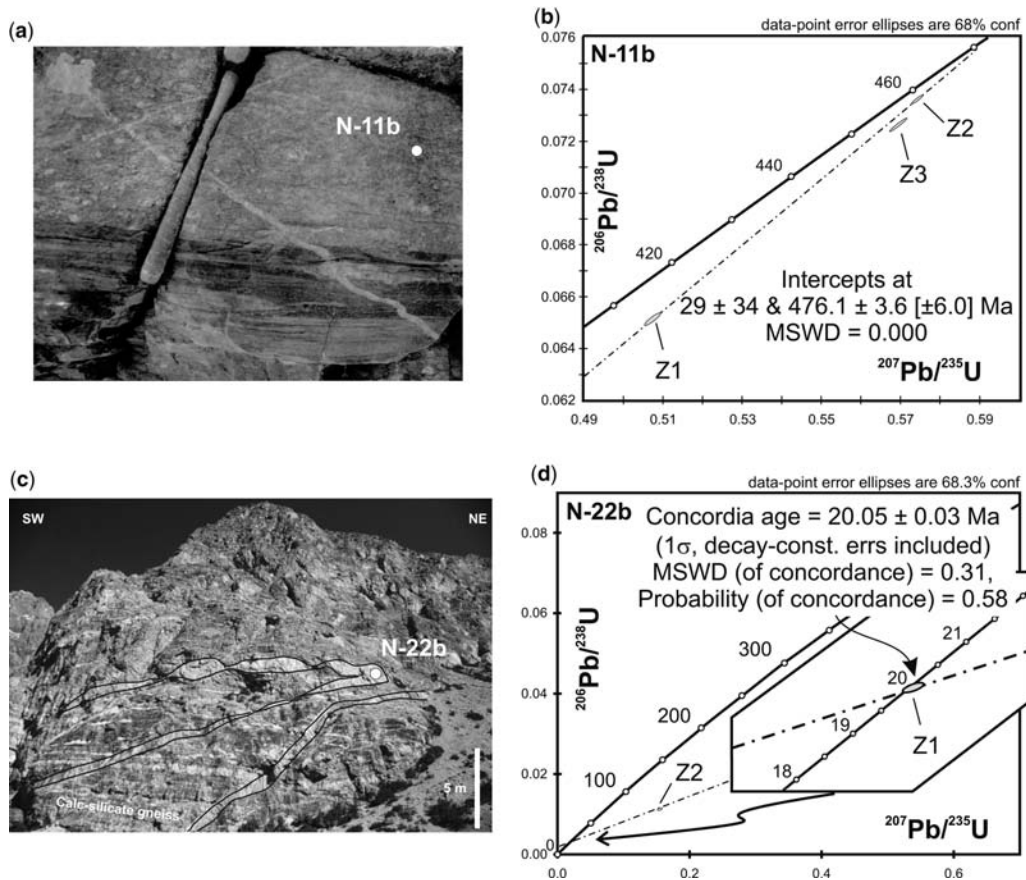 (a)
N-11b
(b)
data-point error ellipses are 68% conf
N-11b
0.076
0.074
0.072
0.070
0.068
0.066
0.064
0.062
206Pb/238U
460
440
420
Z2
Z3
Z1
Intercepts at
29 ± 34 & 476.1 ± 3.6 [±6.0] Ma
MSWD = 0.000
207Pb/235U
0.49
0.51
0.53
0.55
0.57
0.59
(c)
SW
NE
N-22b
Calc-silicate gneiss
5 m
(d)
data-point error ellipses are 68.3% conf
N-22b
Concordia age = 20.05 ± 0.03 Ma
(1σ, decay-const. errs included)
MSWD (of concordance) = 0.31,
Probability (of concordance) = 0.58
0.08
0.06
0.04
0.02
0.00
206Pb/238U
300
200
100
0
21
20
19
18
Z1
Z2
207Pb/235U
0.0
0.2
0.4
0.6